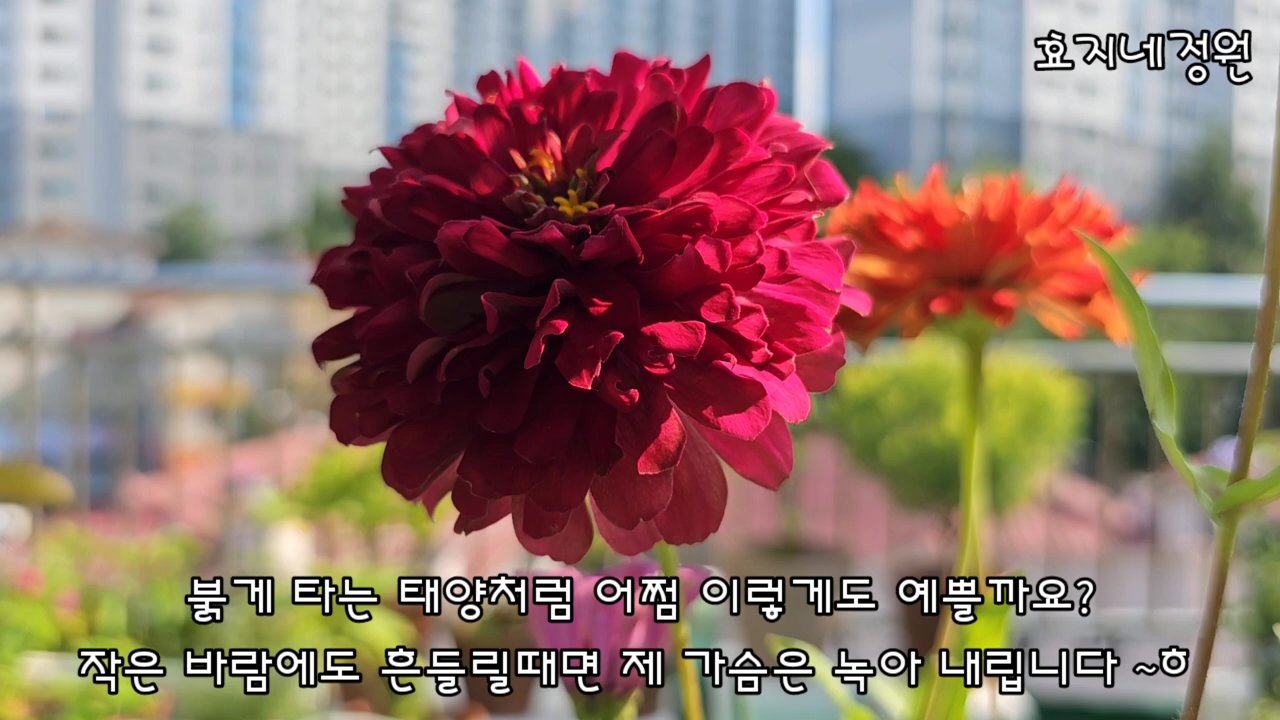 효지네정원
붉게 타는 태양처럼 어쩜 이렇게도 예쁠까요?
작은 바람에도 흔들릴때면 제 가슴은 녹아 내립니다 ~ㅎ